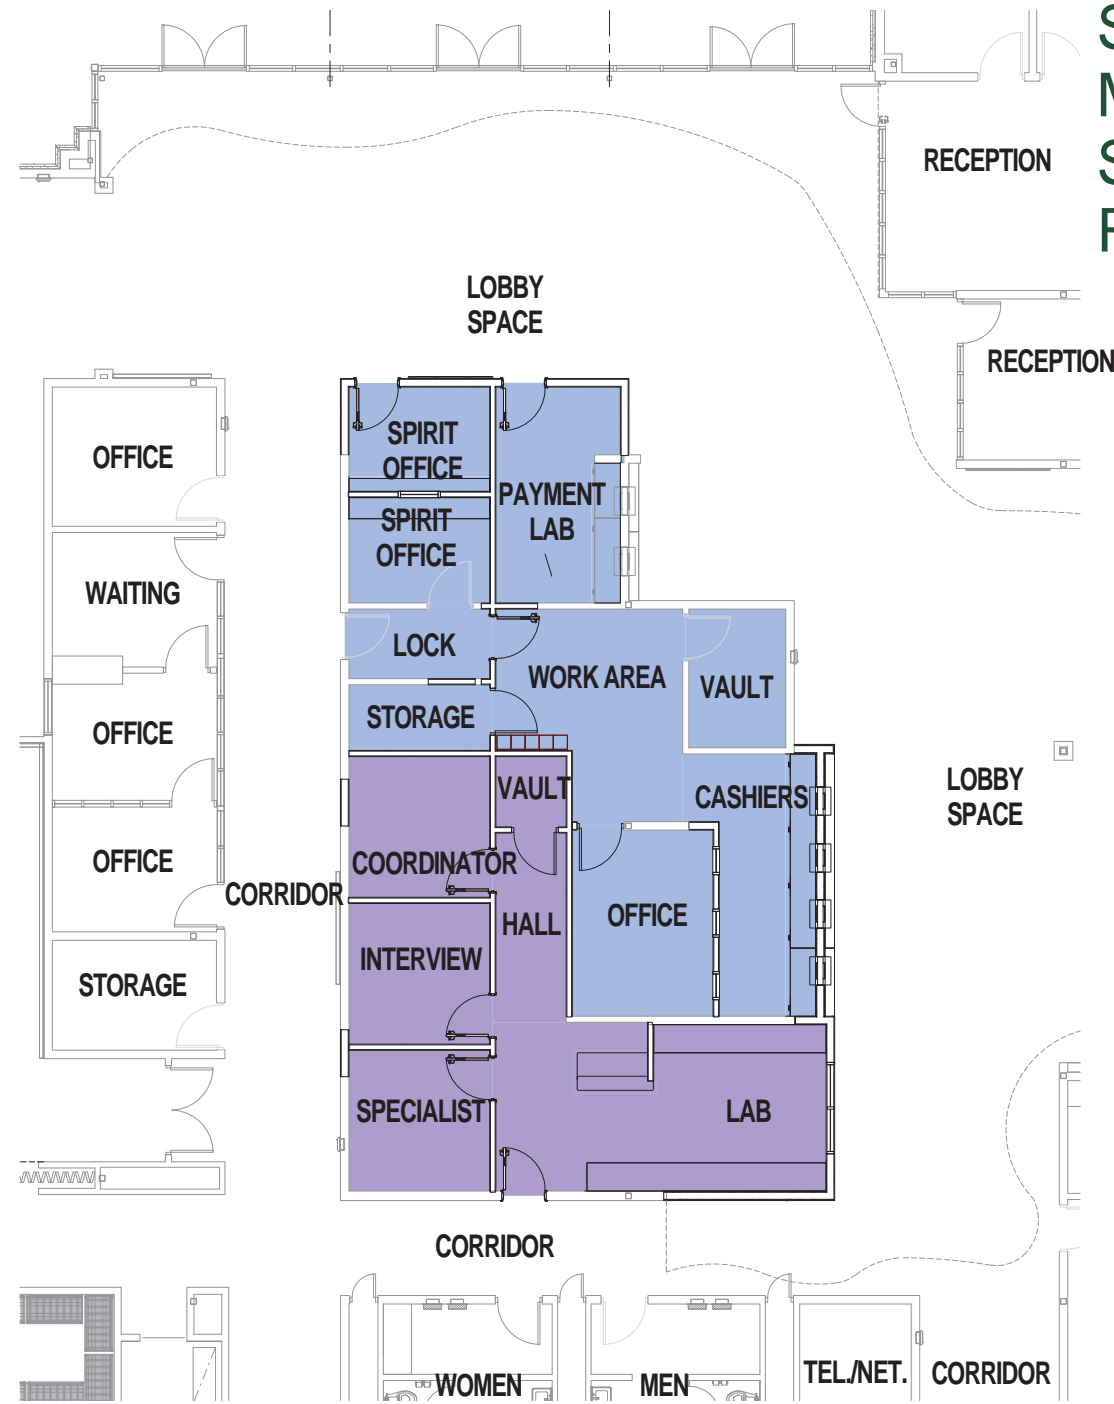 S
M
S
F
RECEPTION
LOBBY
SPACE
RECEPTION
OFFICE
SPIRIT
OFFICE
PAYMENT
LAB
SPIRIT
OFFICE
WAITING
LOCK
WORK AREA
VAULT
STORAGE
OFFICE
VAULT
CASHIERS
LOBBY
SPACE
OFFICE
COORDINATOR
CORRIDOR
HALL
OFFICE
INTERVIEW
STORAGE
SPECIALIST
LAB
CORRIDOR
WOMEN
MEN
TEL./NET.
CORRIDOR